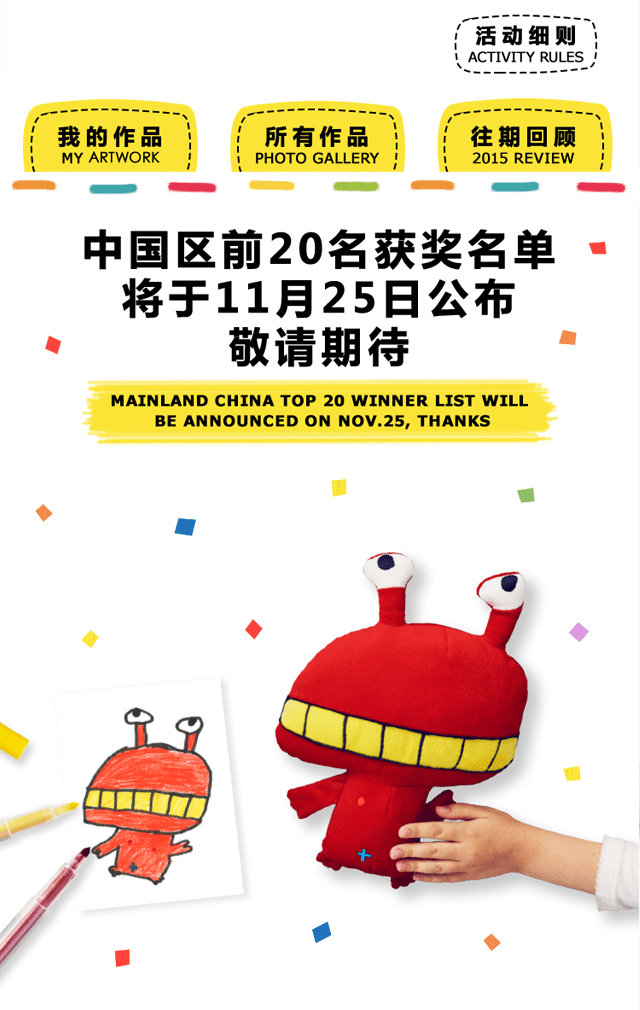 活动细则
ACTIVITY RULES
我的作品
MY ARTWORK
所有作品
PHOTO GALLERY
往期回顾
2015 REVIEW
中国区前20名获奖名单
将于11月25日公布
敬请期待
MAINLAND CHINA TOP 20 WINNER LIST WILL
BE ANNOUNCED ON NOV.25, THANKS